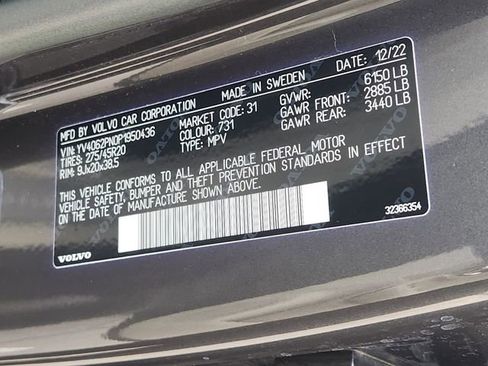 MFD BY VOLVO CAR CORPORATION MADE IN SWEDEN DATE: 12/22
VIN: YV4062PN0P1950436 MARKET CODE: 31 GVWR: 6150 LB
TIRES: 275/45R20 COLOUR: 731 GAWR FRONT: 2885 LB
RIM: 9Jx20x38.5 TYPE: MPV GAWR REAR: 3440 LB
THIS VEHICLE CONFORMS TO ALL APPLICABLE FEDERAL MOTOR
VEHICLE SAFETY, BUMPER AND THEFT PREVENTION STANDARDS IN EFFECT
ON THE DATE OF MANUFACTURE SHOWN ABOVE.
VOLVO 32366354